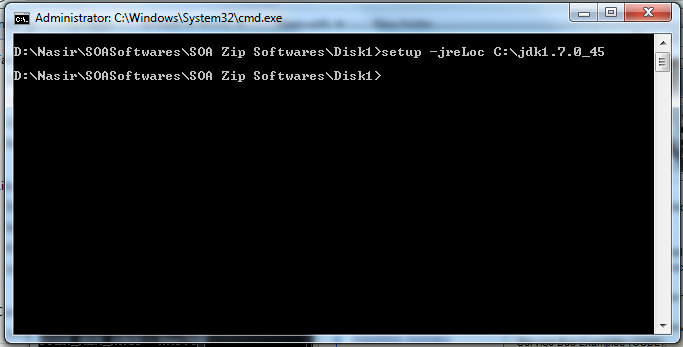 Administrator: C:\Windows\System32\cmd.exe
D:\Nasir\SOASoftwares\SOA Zip Softwares\Disk1>setup -jreLoc C:\jdk1.7.0_45
D:\Nasir\SOASoftwares\SOA Zip Softwares\Disk1>